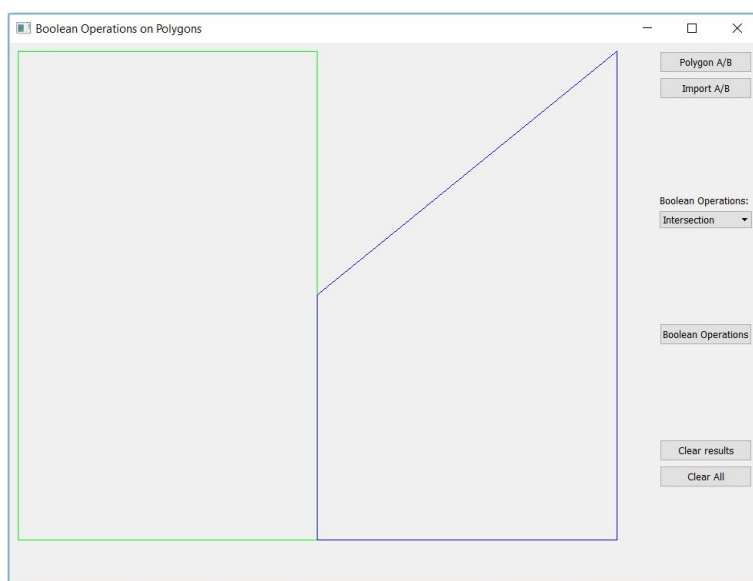 Boolean Operations on Polygons
Polygon A/B
Import A/B
Boolean Operations:
Intersection
Boolean Operations
Clear results
Clear All